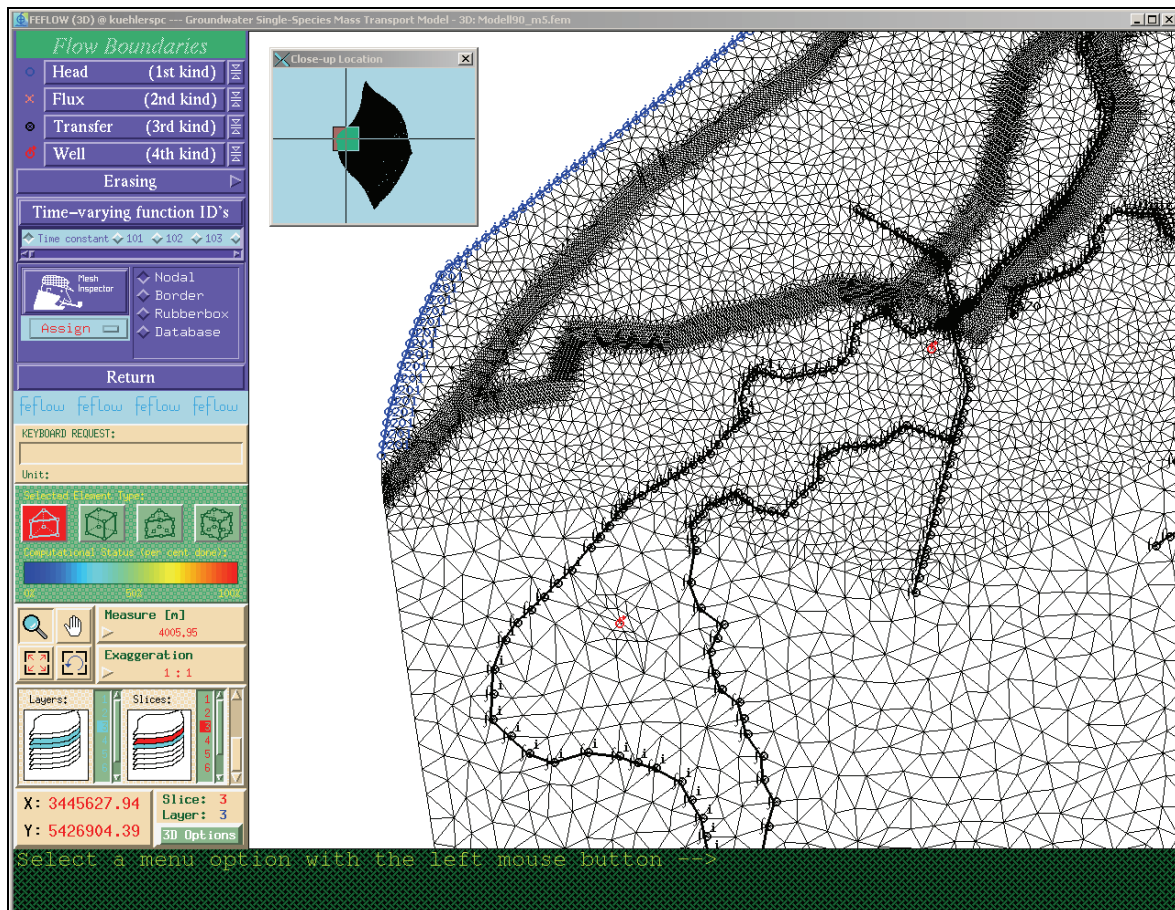 FEFLOW (3D) @ kuehlerspc --- Groundwater Single-Species Mass Transport Model - 3D: Modell90_m5.fem
Flow Boundaries
Head (1st kind)
Flux (2nd kind)
Transfer (3rd kind)
Well (4th kind)
Erasing
Time-varying function ID's
Time constant 101 102 103
Mesh
Inspector
Assign
Nodal
Border
Rubberbox
Database
Return
feflow feflow feflow feflow
KEYBOARD REQUEST:
Unit:
Selected Element Type:
Computational Status (per cent done):
0% 50% 100%
Measure [m]
4005.95
Exaggeration
1 : 1
Layers:
Slices:
1
2
3
4
5
6
X: 3445627.94
Y: 5426904.39
Slice: 3
Layer: 3
3D Options
Select a menu option with the left mouse button -->
Close-up Location